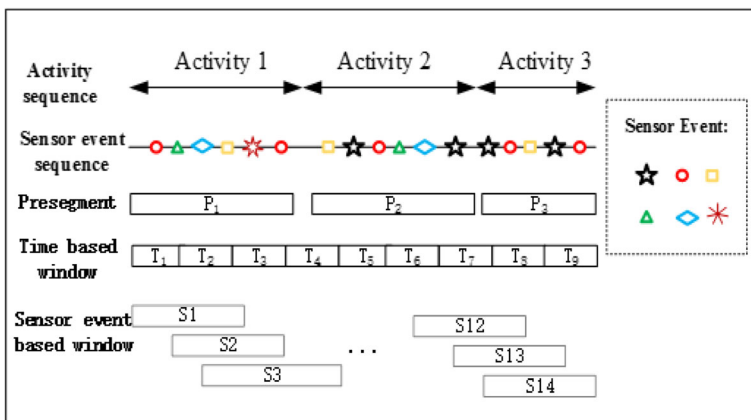 Activity sequence
Activity 1 Activity 2 Activity 3
Sensor event sequence
Sensor Event:
Presegment
P1 P2 P3
Time based window
T1 T2 T3 T4 T5 T6 T7 T8 T9
Sensor event based window
S1 S12
S2 ... S13
S3 S14